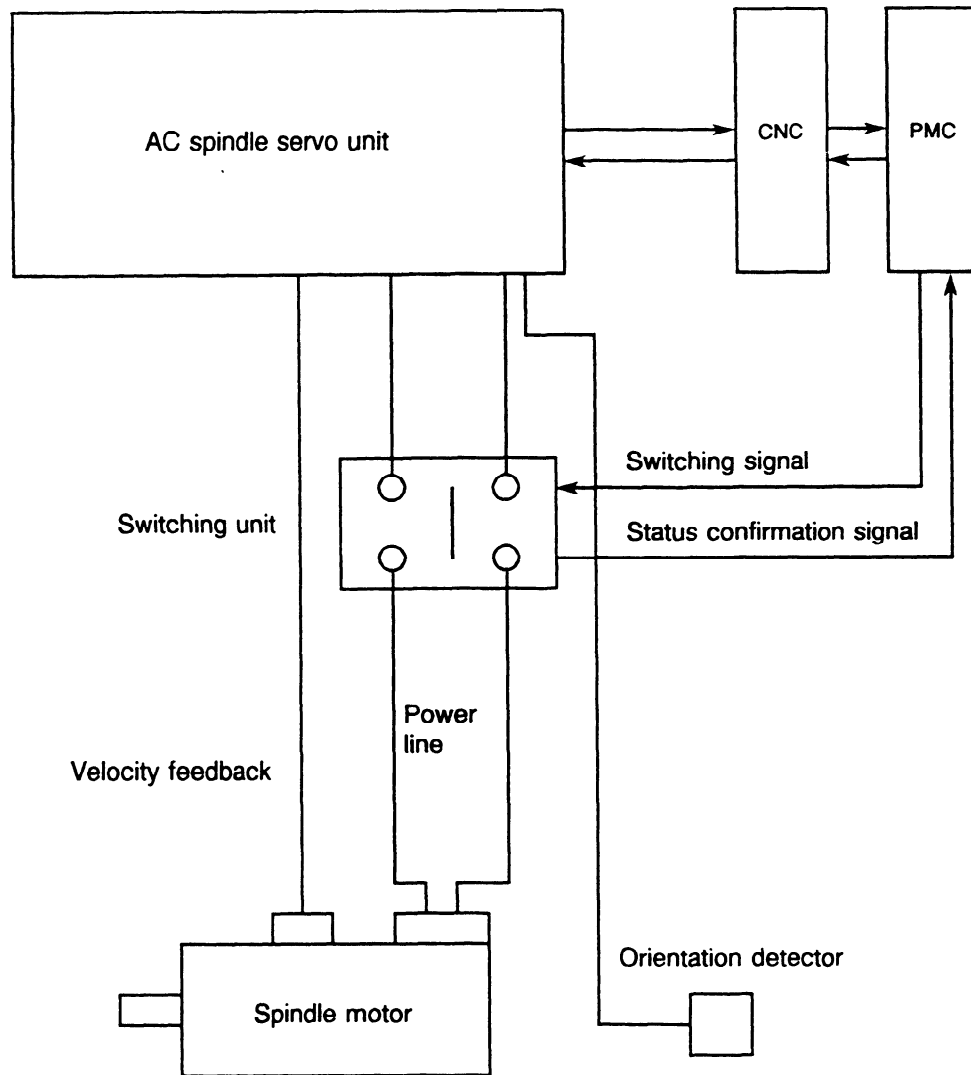 AC spindle servo unit
CNC
PMC
Switching signal
Switching unit
Status confirmation signal
Power
line
Velocity feedback
Orientation detector
Spindle motor